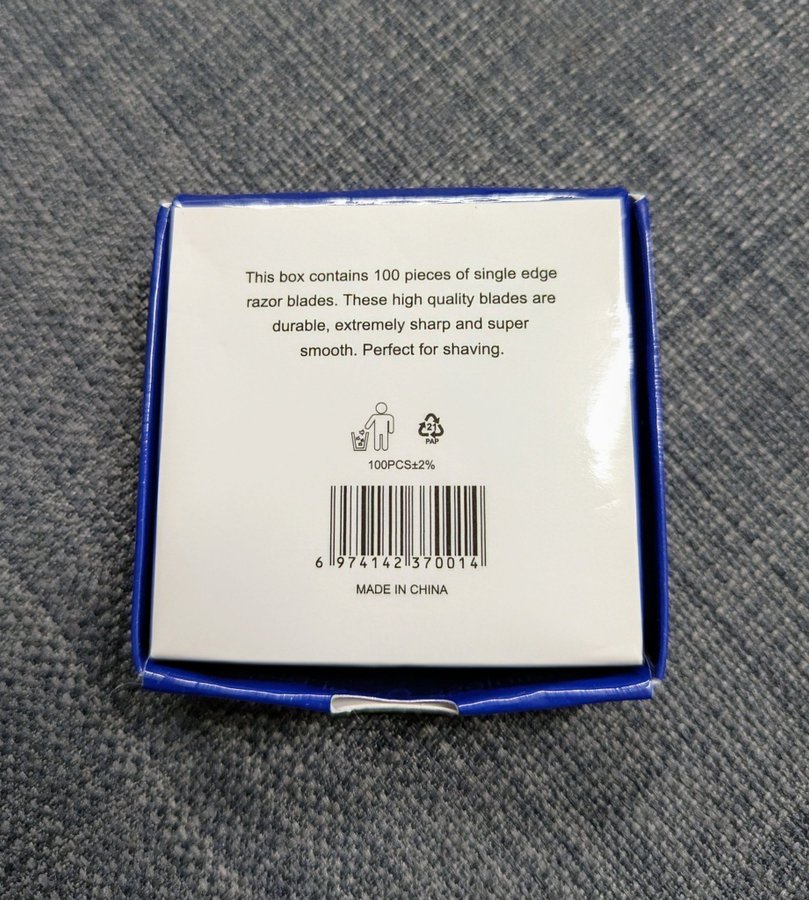 This box contains 100 pieces of single edge
razor blades. These high quality blades are
durable, extremely sharp and super
smooth. Perfect for shaving.
21
PAP
100PCS±2%
6 974142 370014
MADE IN CHINA